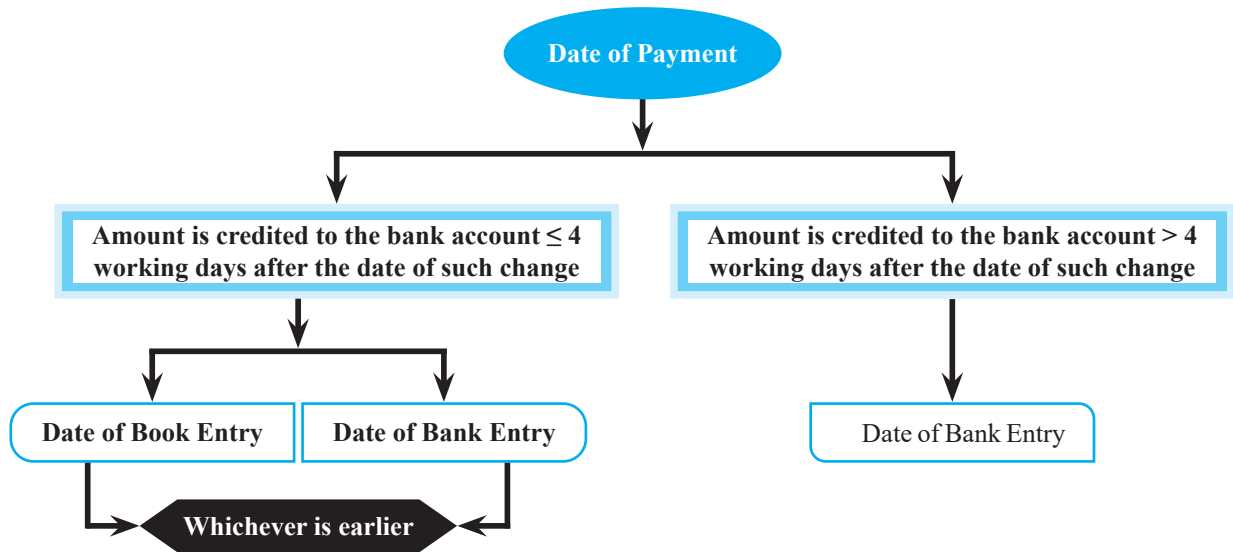 Date of Payment
Amount is credited to the bank account ≤ 4
working days after the date of such change
Amount is credited to the bank account > 4
working days after the date of such change
Date of Book Entry
Date of Bank Entry
Date of Bank Entry
Whichever is earlier